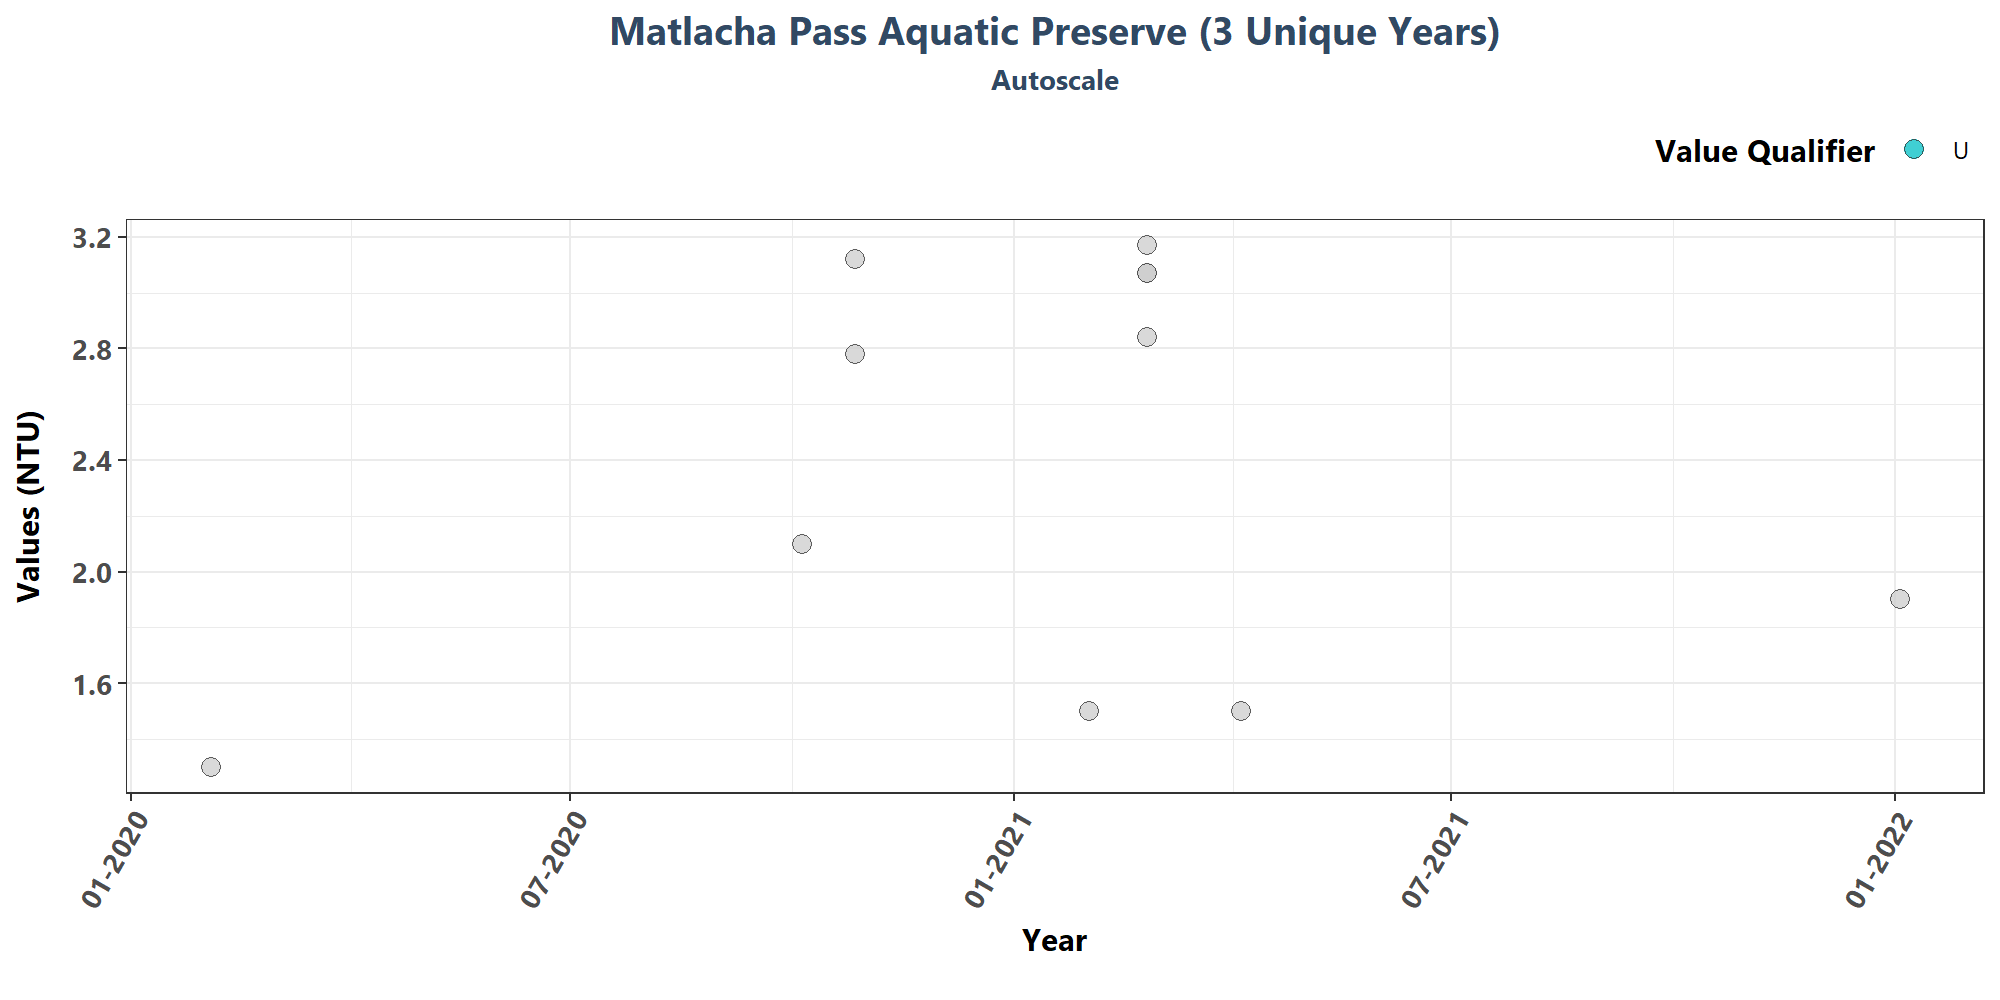 Matlacha Pass Aquatic Preserve (3 Unique Years)
Autoscale
Value Qualifier U
3.2
2.8
2.4
2.0
1.6
Values (NTU)
01-2020
07-2020
01-2021
07-2021
01-2022
Year